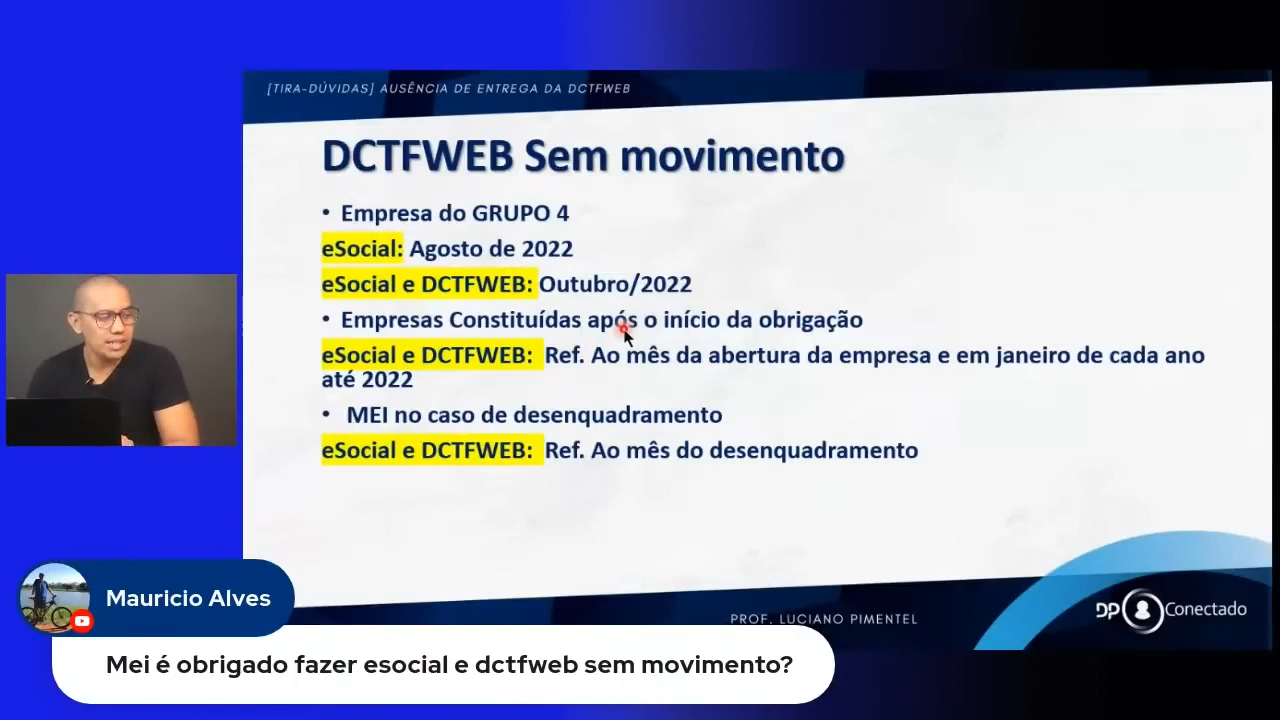 [TIRA-DÚVIDAS] AUSÊNCIA DE ENTREGA DA DCTFWEB
DCTFWEB Sem movimento
• Empresa do GRUPO 4
eSocial: Agosto de 2022
eSocial e DCTFWEB: Outubro/2022
• Empresas Constituídas após o início da obrigação
eSocial e DCTFWEB: Ref. Ao mês da abertura da empresa e em janeiro de cada ano
até 2022
• MEI no caso de desenquadramento
eSocial e DCTFWEB: Ref. Ao mês do desenquadramento
PROF. LUCIANO PIMENTEL
DP Conectado
Mauricio Alves
Mei é obrigado fazer esocial e dctfweb sem movimento?